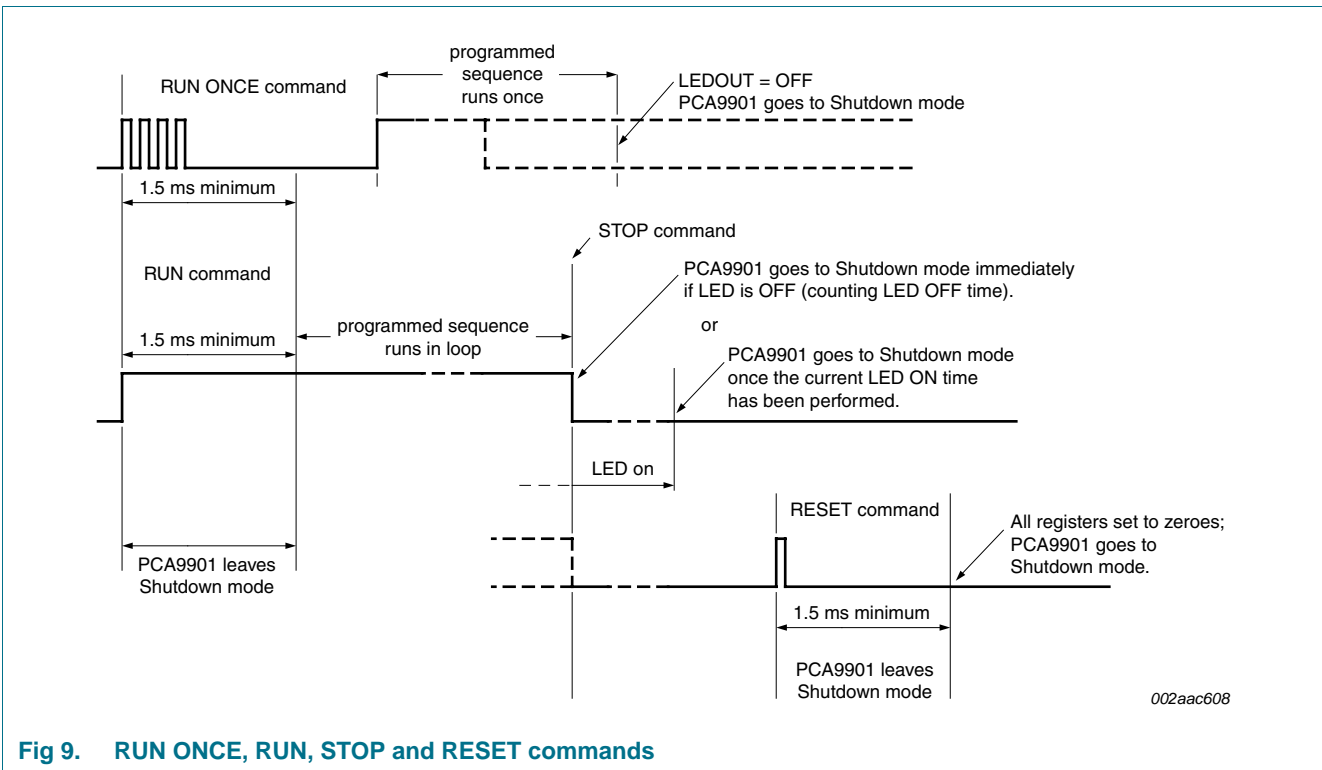 programmed
sequence
runs once
RUN ONCE command
LEDOUT = OFF
PCA9901 goes to Shutdown mode
1.5 ms minimum
STOP command
RUN command
PCA9901 goes to Shutdown mode immediately
if LED is OFF (counting LED OFF time).
or
1.5 ms minimum
programmed sequence
runs in loop
PCA9901 goes to Shutdown mode
once the current LED ON time
has been performed.
LED on
RESET command
All registers set to zeroes;
PCA9901 goes to
Shutdown mode.
PCA9901 leaves
Shutdown mode
1.5 ms minimum
PCA9901 leaves
Shutdown mode
002aac608
Fig 9. RUN ONCE, RUN, STOP and RESET commands